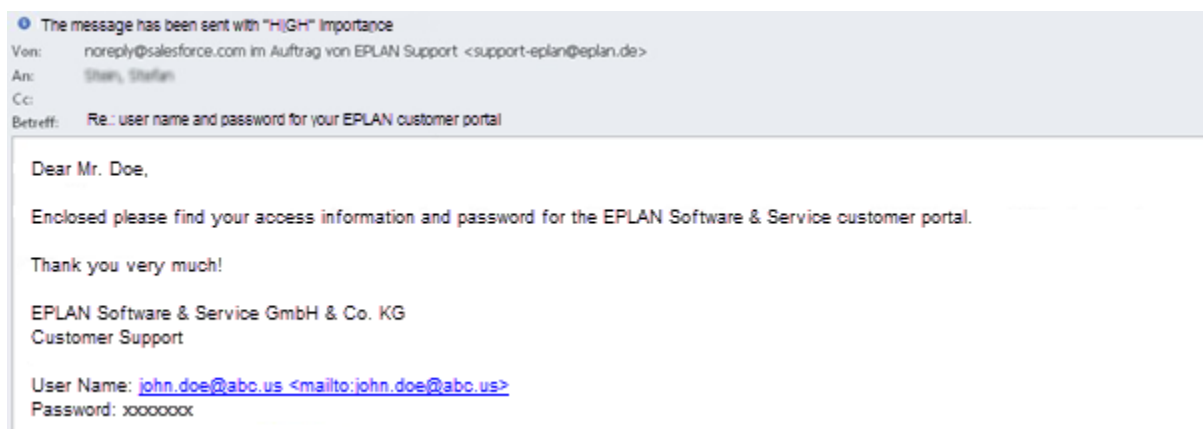 The message has been sent with "HIGH" Importance
Von: noreply@salesforce.com im Auftrag von EPLAN Support <support-eplan@eplan.de>
An:
Cc:
Betreff: Re.: user name and password for your EPLAN customer portal
Dear Mr. Doe,
Enclosed please find your access information and password for the EPLAN Software & Service customer portal.
Thank you very much!
EPLAN Software & Service GmbH & Co. KG
Customer Support
User Name: john.doe@abc.us <mailto:john.doe@abc.us>
Password: xxxxxxx